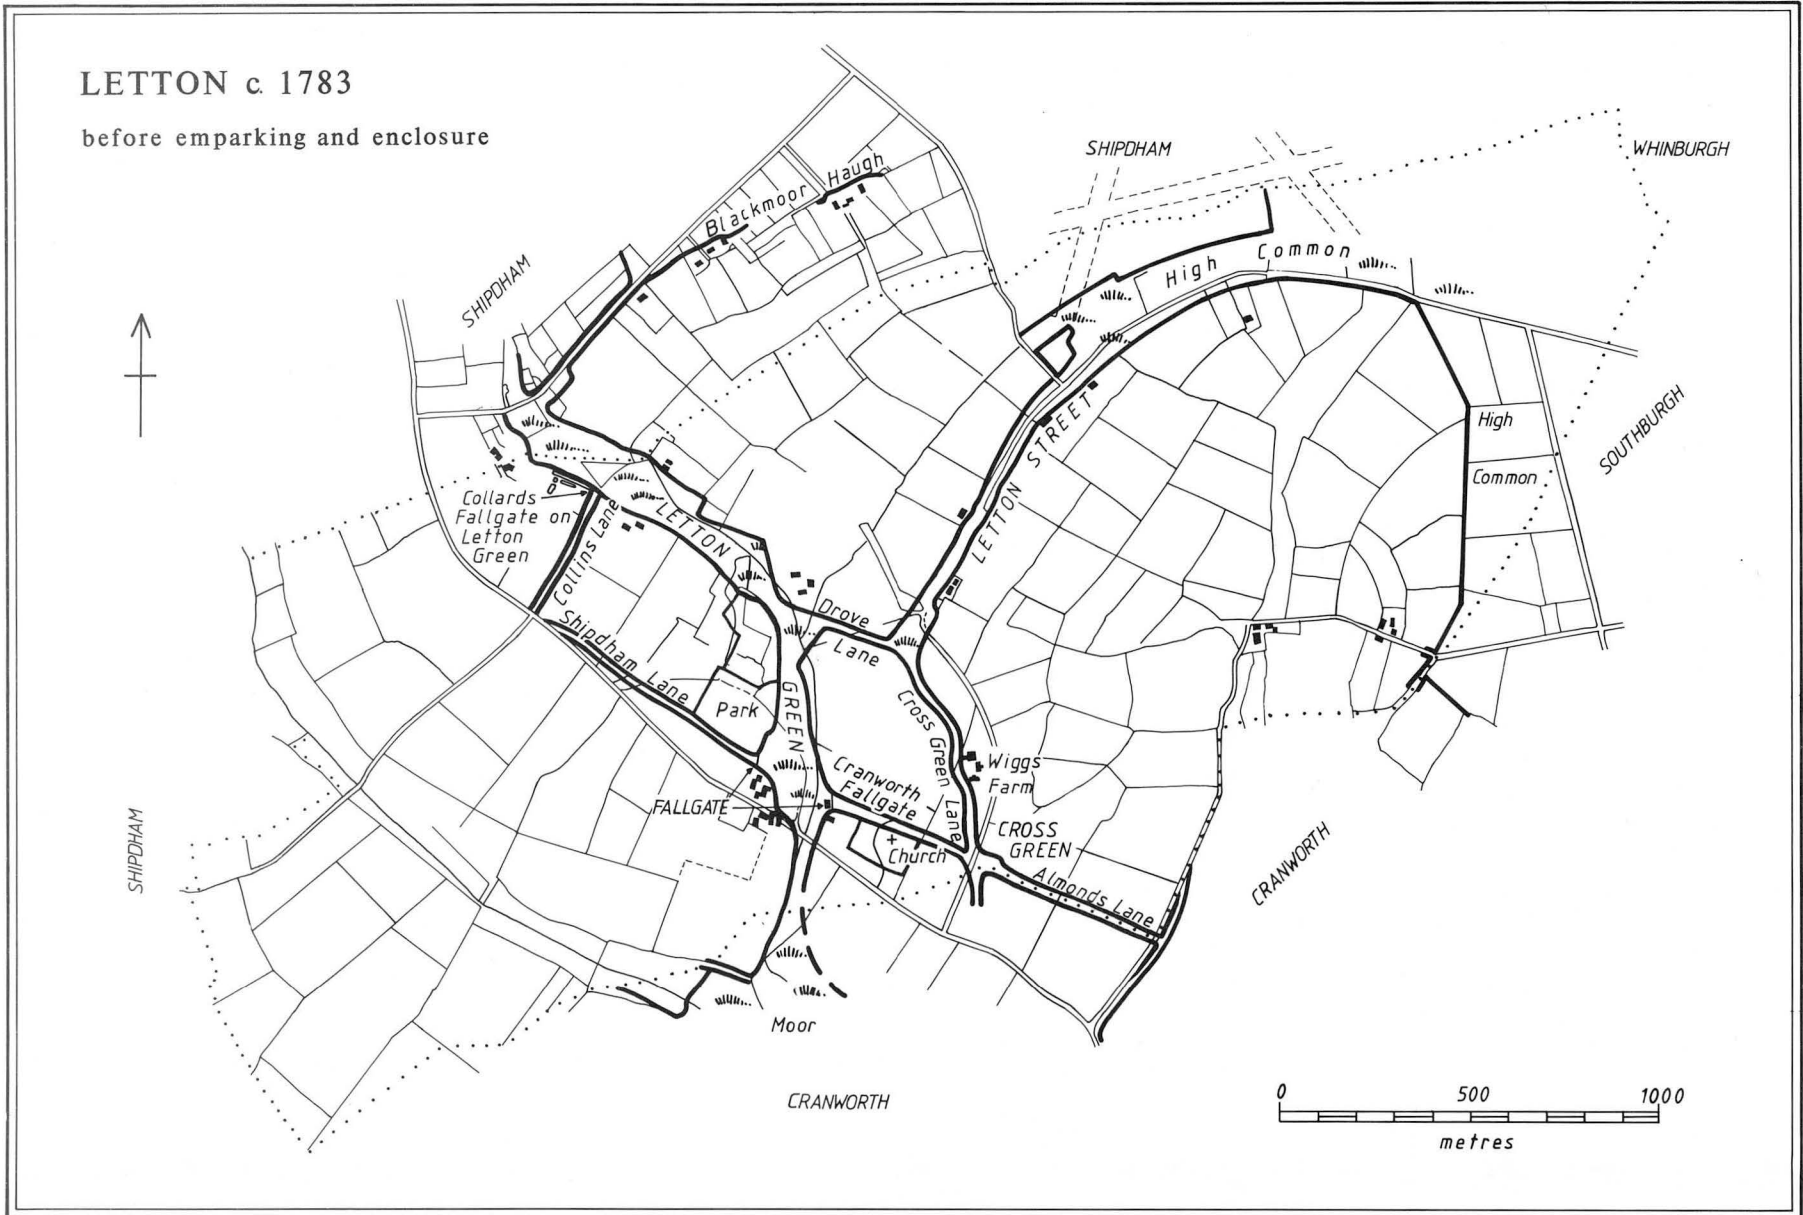 LETTON c. 1783
before emparking and enclosure
SHIPDHAM
WHINBURGH
Blackmoor Haugh
SHIPDHAM
High Common
High
Common
SOUTHBURGH
LETTON STREET
Collards
Fallgate on
Letton
Green
Collins Lane
LETTON
GREEN
Drove
Lane
Shipdham Lane
Park
Cross Green Lane
Wiggs
Farm
Cranworth
Fallgate
FALLGATE
CROSS
GREEN
Church
Almonds Lane
SHIPDHAM
CRANWORTH
Moor
CRANWORTH
0 500 1000
metres